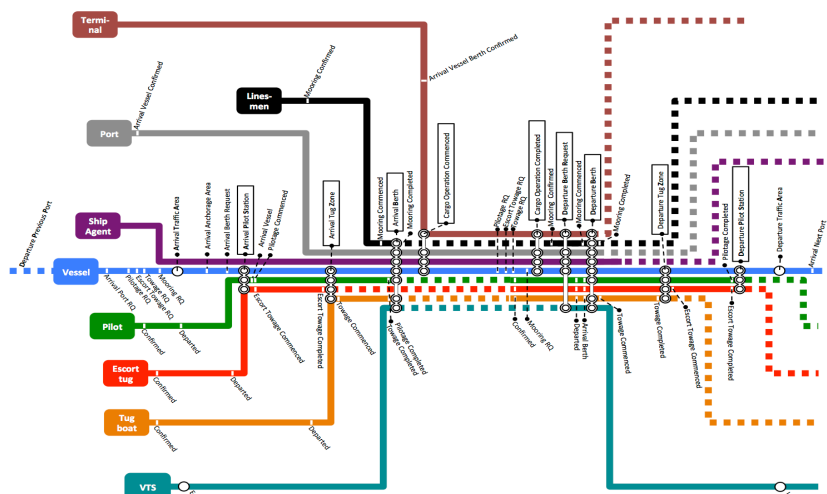 Termi-
nal
Arrival Vessel Berth Confirmed
Mooring Confirmed
Lines-
men
Arrival Vessel Confirmed
Port
Cargo Operation Commenced
Cargo Operation Completed
Departure Berth Request
Departure Berth
Arrival Berth
Mooring Commenced
Mooring Completed
Arrival Tug Zone
Arrival Pilot Station
Arrival Traffic Area
Arrival Anchorage Area
Arrival Berth Request
Arrival Vessel
Pilotage Commenced
Pilotage RQ
Escort Towage RQ
Towage RQ
Mooring Confirmed
Mooring Commenced
Mooring Completed
Departure Tug Zone
Pilotage Completed
Departure Pilot Station
Departure Traffic Area
Arrival Next Port
Ship
Agent
Departure Previous Port
Vessel
Arrival Port RQ
Pilotage RQ
Escort Towage RQ
Towage RQ
Mooring RQ
Pilot
Confirmed
Departed
Escort Towage Commenced
Escort Towage Completed
Towage Commenced
Pilotage Completed
Towage Completed
Confirmed
Mooring RQ
Departed
Arrival Berth
Towage Commenced
Towage Completed
Escort Towage Commenced
Escort Towage Completed
Escort
tug
Confirmed
Departed
Tug
boat
Confirmed
Departed
VTS